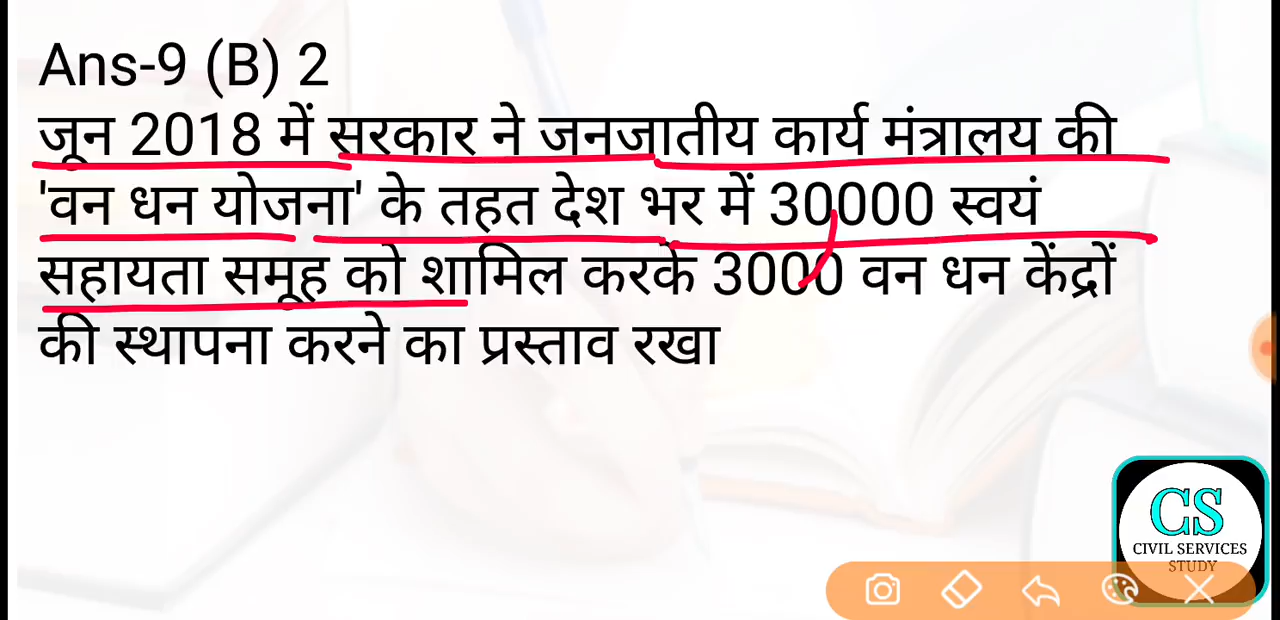 Ans-9 (B) 2
जून 2018 में सरकार ने जनजातीय कार्य मंत्रालय की
'वन धन योजना' के तहत देश भर में 30000 स्वयं
सहायता समूह को शामिल करके 3000 वन धन केंद्रों
की स्थापना करने का प्रस्ताव रखा
CS
CIVIL SERVICES
STUDY